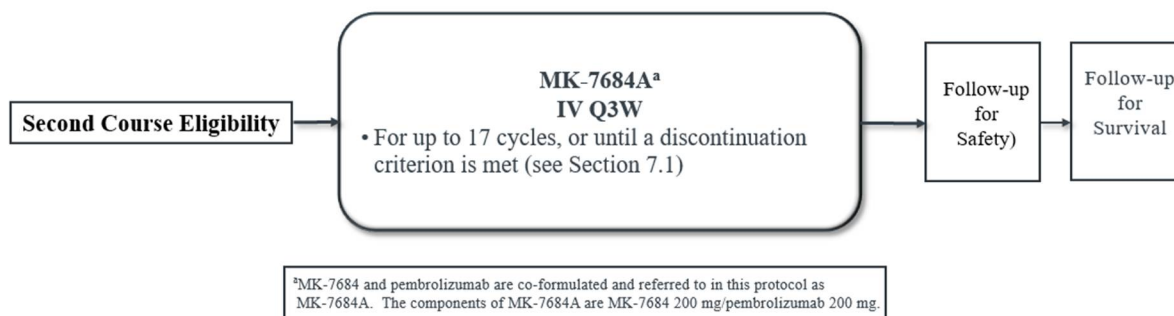 Second Course Eligibility
MK-7684Aᵃ
IV Q3W
• For up to 17 cycles, or until a discontinuation
criterion is met (see Section 7.1)
Follow-up
for
Safety)
Follow-up
for
Survival
ᵃMK-7684 and pembrolizumab are co-formulated and referred to in this protocol as
MK-7684A. The components of MK-7684A are MK-7684 200 mg/pembrolizumab 200 mg.